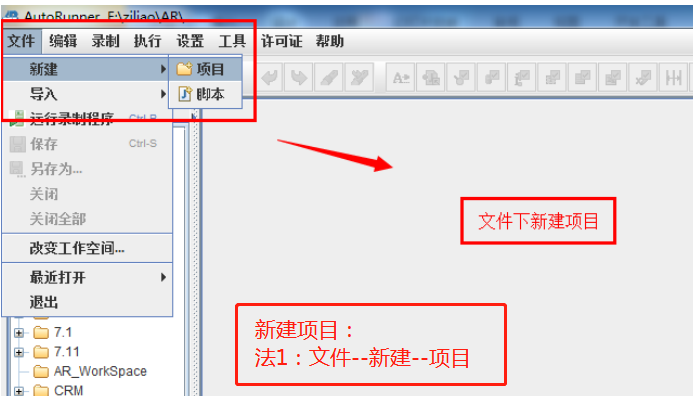 AutoRunner E:\ziliao\AR\
文件 编辑 录制 执行 设置 工具 许可证 帮助
新建
项目
导入
脚本
运行录制程序 Ctrl-R
保存 Ctrl-S
另存为...
关闭
关闭全部
改变工作空间...
最近打开
退出
文件下新建项目
7.1
7.11
AR_WorkSpace
CRM
新建项目：
法1：文件--新建--项目